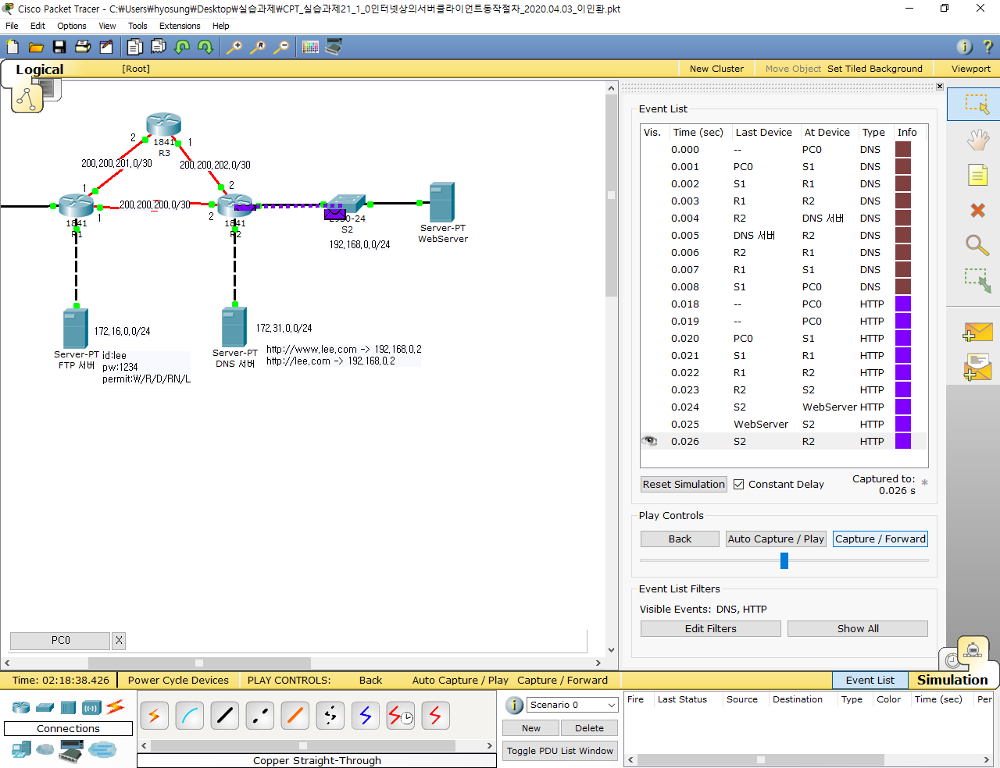 Cisco Packet Tracer - C:₩Users₩hyosung₩Desktop₩실습과제₩CPT_실습과제21_1_0인터넷상의서버클라이언트동작절차_2020.04.03_이인환.pkt
File Edit Options View Tools Extensions Help
Logical [Root] New Cluster Move Object Set Tiled Background Viewport
1841
R3
2
1
200.200.201.0/30
200.200.202.0/30
1
2
200.200.200.0/30
1
2
1841
R1
1841
R2
2950-24
S2
192.168.0.0/24
Server-PT
WebServer
172.16.0.0/24
Server-PT
FTP 서버
id:lee
pw:1234
permit:W/R/D/RN/L
172.31.0.0/24
Server-PT
DNS 서버
http://www.lee.com -> 192.168.0.2
http://lee.com -> 192.168.0.2
PC0 X
Event List
Vis. Time (sec) Last Device At Device Type Info
0.000 -- PC0 DNS
0.001 PC0 S1 DNS
0.002 S1 R1 DNS
0.003 R1 R2 DNS
0.004 R2 DNS 서버 DNS
0.005 DNS 서버 R2 DNS
0.006 R2 R1 DNS
0.007 R1 S1 DNS
0.008 S1 PC0 DNS
0.018 -- PC0 HTTP
0.019 -- PC0 HTTP
0.020 PC0 S1 HTTP
0.021 S1 R1 HTTP
0.022 R1 R2 HTTP
0.023 R2 S2 HTTP
0.024 S2 WebServer HTTP
0.025 WebServer S2 HTTP
0.026 S2 R2 HTTP
Reset Simulation Constant Delay Captured to: *
0.026 s
Play Controls
Back Auto Capture / Play Capture / Forward
Event List Filters
Visible Events: DNS, HTTP
Edit Filters Show All
Time: 02:18:38.426 Power Cycle Devices PLAY CONTROLS: Back Auto Capture / Play Capture / Forward Event List Simulation
Connections
Copper Straight-Through
Scenario 0
New Delete
Toggle PDU List Window
Fire Last Status Source Destination Type Color Time (sec) Per